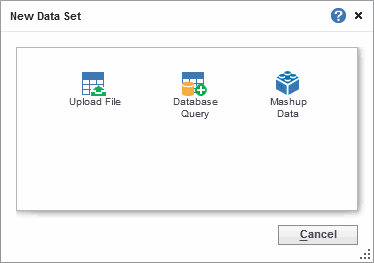 New Data Set
?
Upload File
Database
Query
Mashup
Data
Cancel